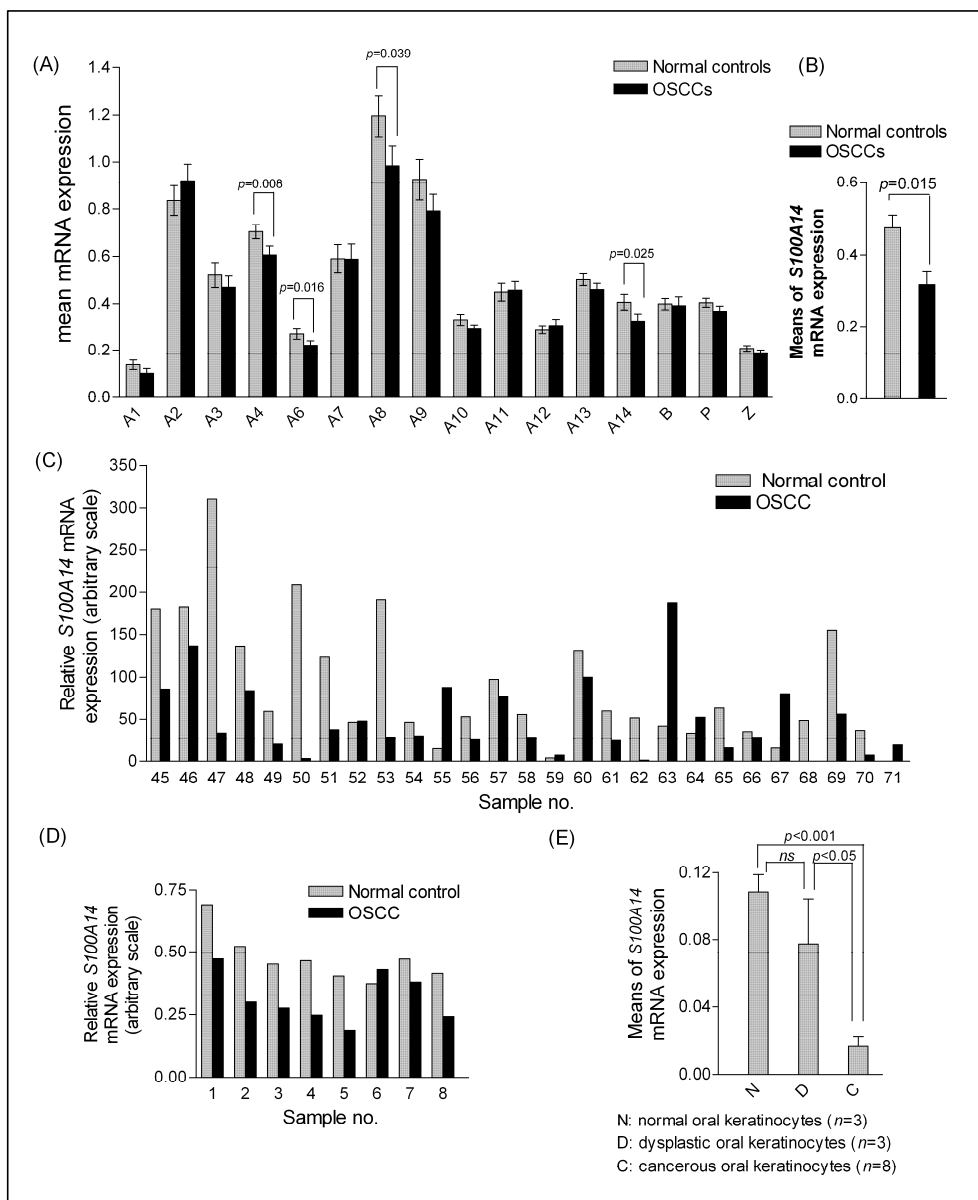 (A)
mean mRNA expression
1.4
1.2
1.0
0.8
0.6
0.4
0.2
0.0
p=0.008
p=0.016
p=0.039
p=0.025
Normal controls
OSCCs
A1 A2 A3 A4 A6 A7 A8 A9 A10 A11 A12 A13 A14 B P Z
(B)
Normal controls
OSCCs
Means of S100A14
mRNA expression
0.6
0.4
0.2
0.0
p=0.015
(C)
Relative S100A14 mRNA
expression (arbitrary scale)
350
300
250
200
150
100
50
0
Normal control
OSCC
45 46 47 48 49 50 51 52 53 54 55 56 57 58 59 60 61 62 63 64 65 66 67 68 69 70 71
Sample no.
(D)
Relative S100A14
mRNA expression
(arbitrary scale)
0.75
0.50
0.25
0.00
Normal control
OSCC
1 2 3 4 5 6 7 8
Sample no.
(E)
Means of S100A14
mRNA expression
0.12
0.08
0.04
0.00
p<0.001
ns
p<0.05
N D C
N: normal oral keratinocytes (n=3)
D: dysplastic oral keratinocytes (n=3)
C: cancerous oral keratinocytes (n=8)